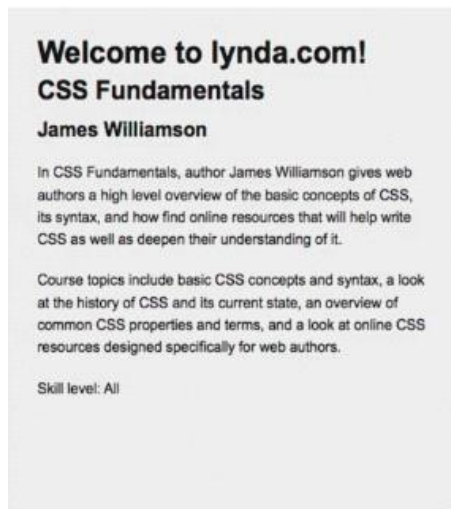 Welcome to lynda.com!
CSS Fundamentals
James Williamson
In CSS Fundamentals, author James Williamson gives web
authors a high level overview of the basic concepts of CSS,
its syntax, and how find online resources that will help write
CSS as well as deepen their understanding of it.
Course topics include basic CSS concepts and syntax, a look
at the history of CSS and its current state, an overview of
common CSS properties and terms, and a look at online CSS
resources designed specifically for web authors.
Skill level: All